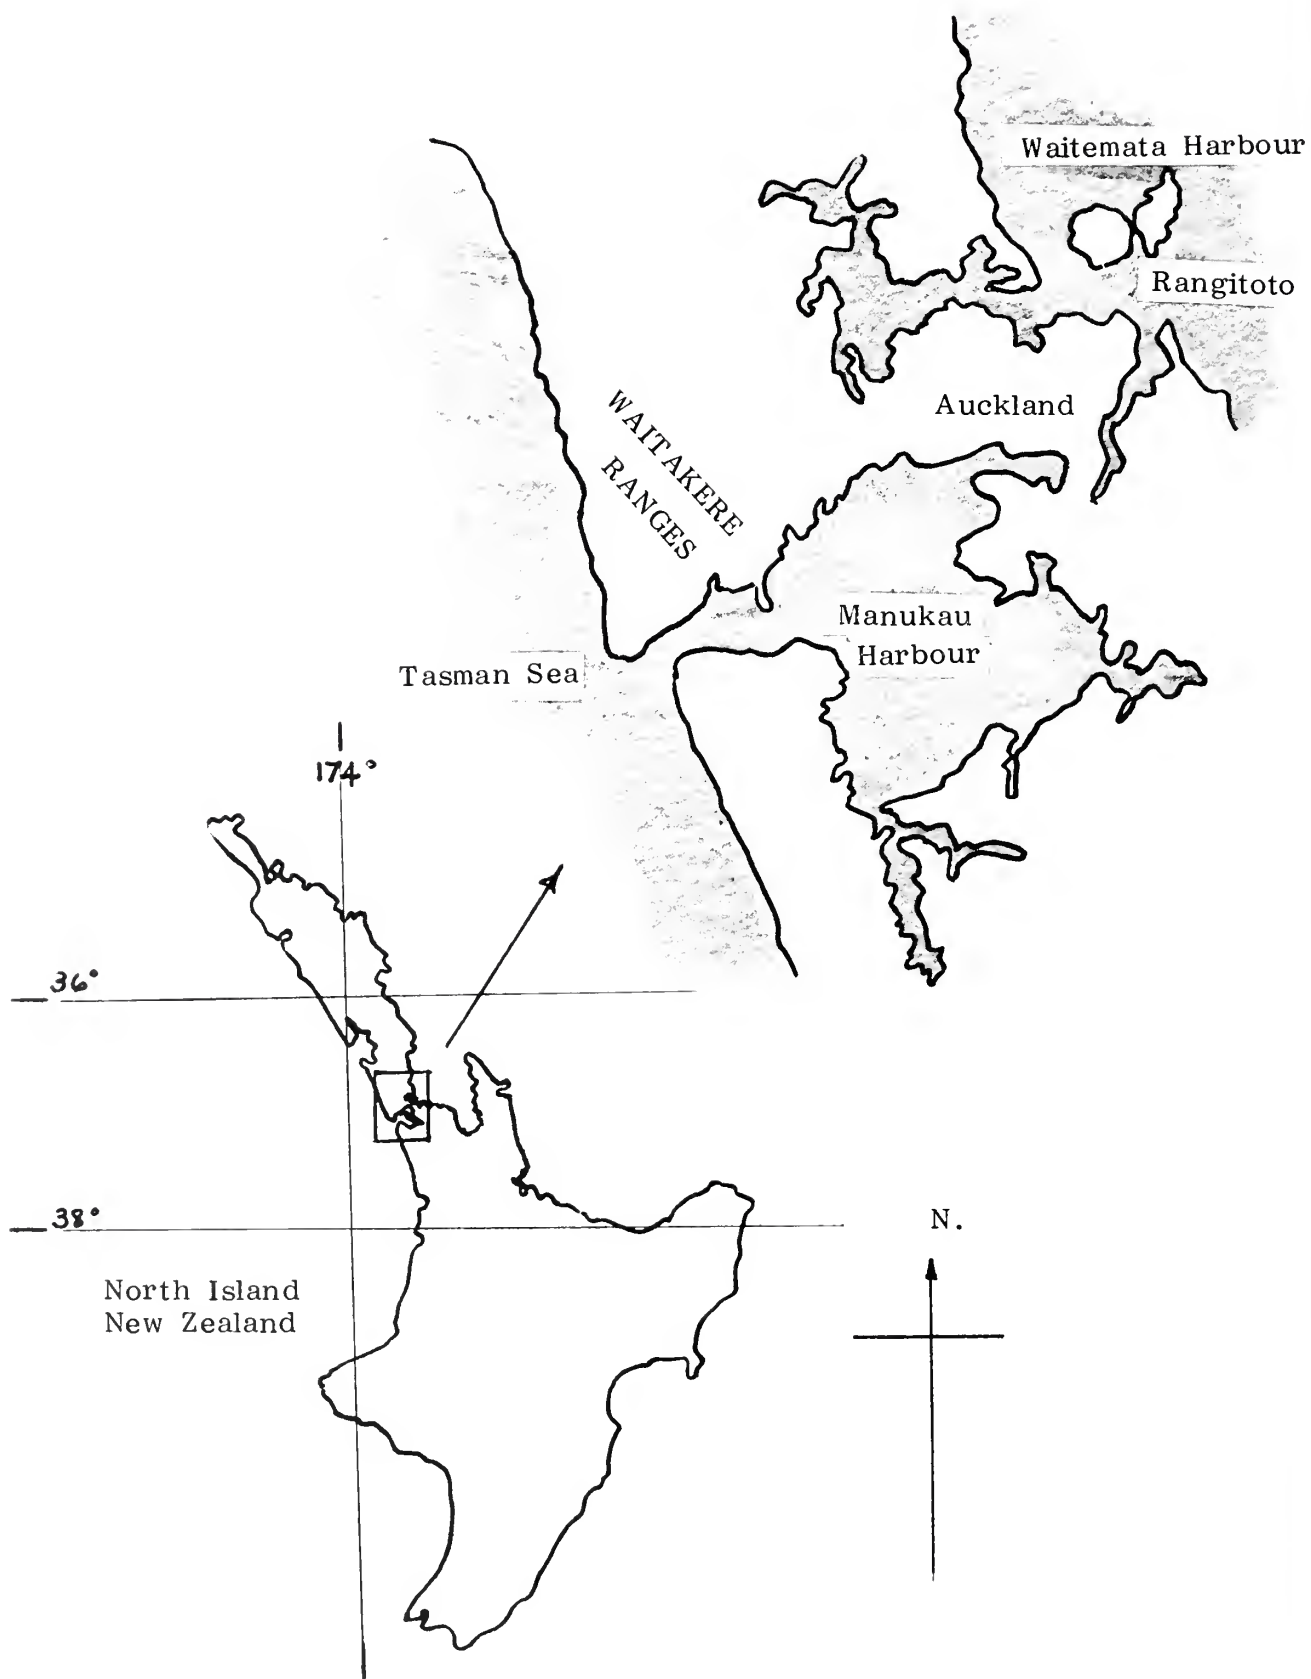 Waitemata Harbour
Rangitoto
Auckland
WAITAKERE
RANGES
Manukau
Harbour
Tasman Sea
174°
36°
38°
N.
North Island
New Zealand